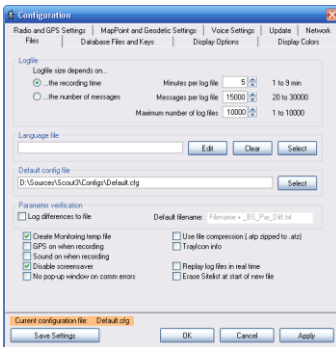 Configuration
Radio and GPS Settings MapPoint and Geodetic Settings Voice Settings Update Network
Files Database Files and Keys Display Options Display Colors
Logfile
Logfile size depends on...
...the recording time
...the number of messages
Minutes per log file 5 1 to 9 min
Messages per log file 15000 20 to 30000
Maximum number of log files 10000 1 to 10000
Language file
Edit Clear Select
Default config file
D:\Sources\Scout3\Configs\Default.cfg Select
Parameter verification
Log differences to file Default filename: Filename + _BS_Par_Diff.txt
Create Monitoring temp file
GPS on when recording
Sound on when recording
Disable screensaver
No pop-up window on comm errors
Use file compression (.atp zipped to .atz)
TrayIcon info
Replay log files in real time
Erase Sitelist at start of new file
Current configuration file: Default.cfg
Save Settings OK Cancel Apply